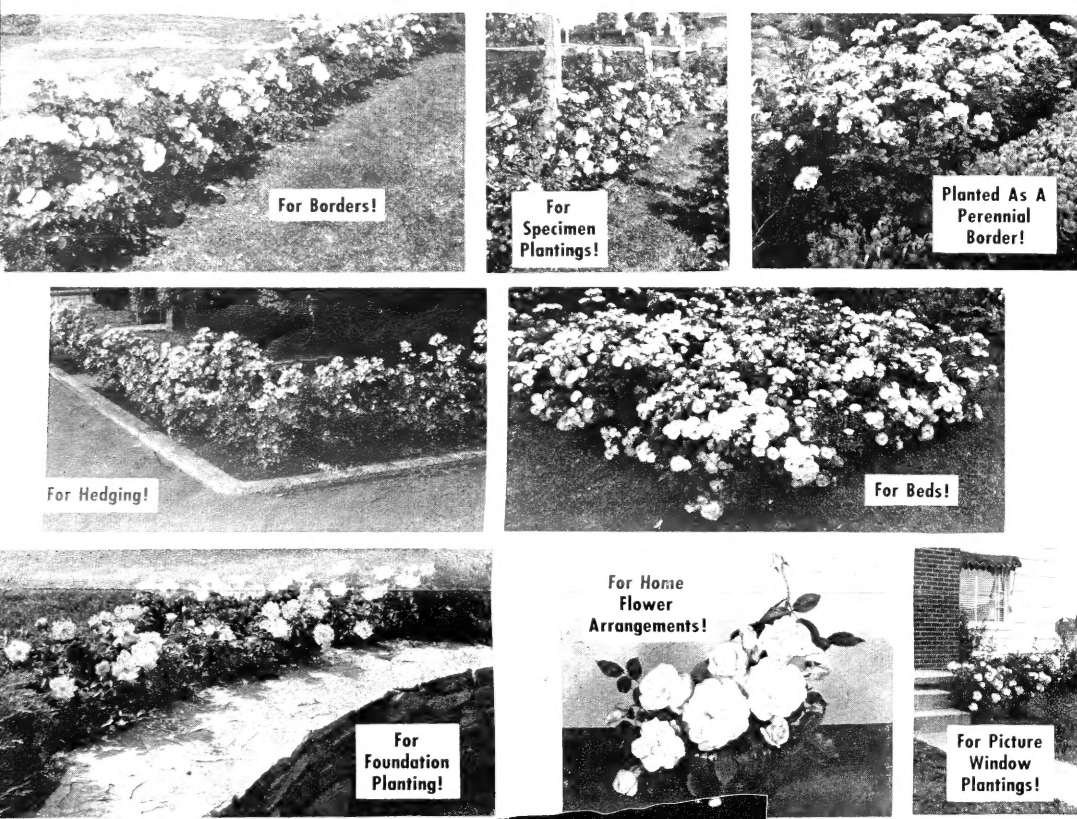 For Borders!
For
Specimen
Plantings!
Planted As A
Perennial
Border!
For Hedging!
For Beds!
For
Foundation
Planting!
For Home
Flower
Arrangements!
For Picture
Window
Plantings!